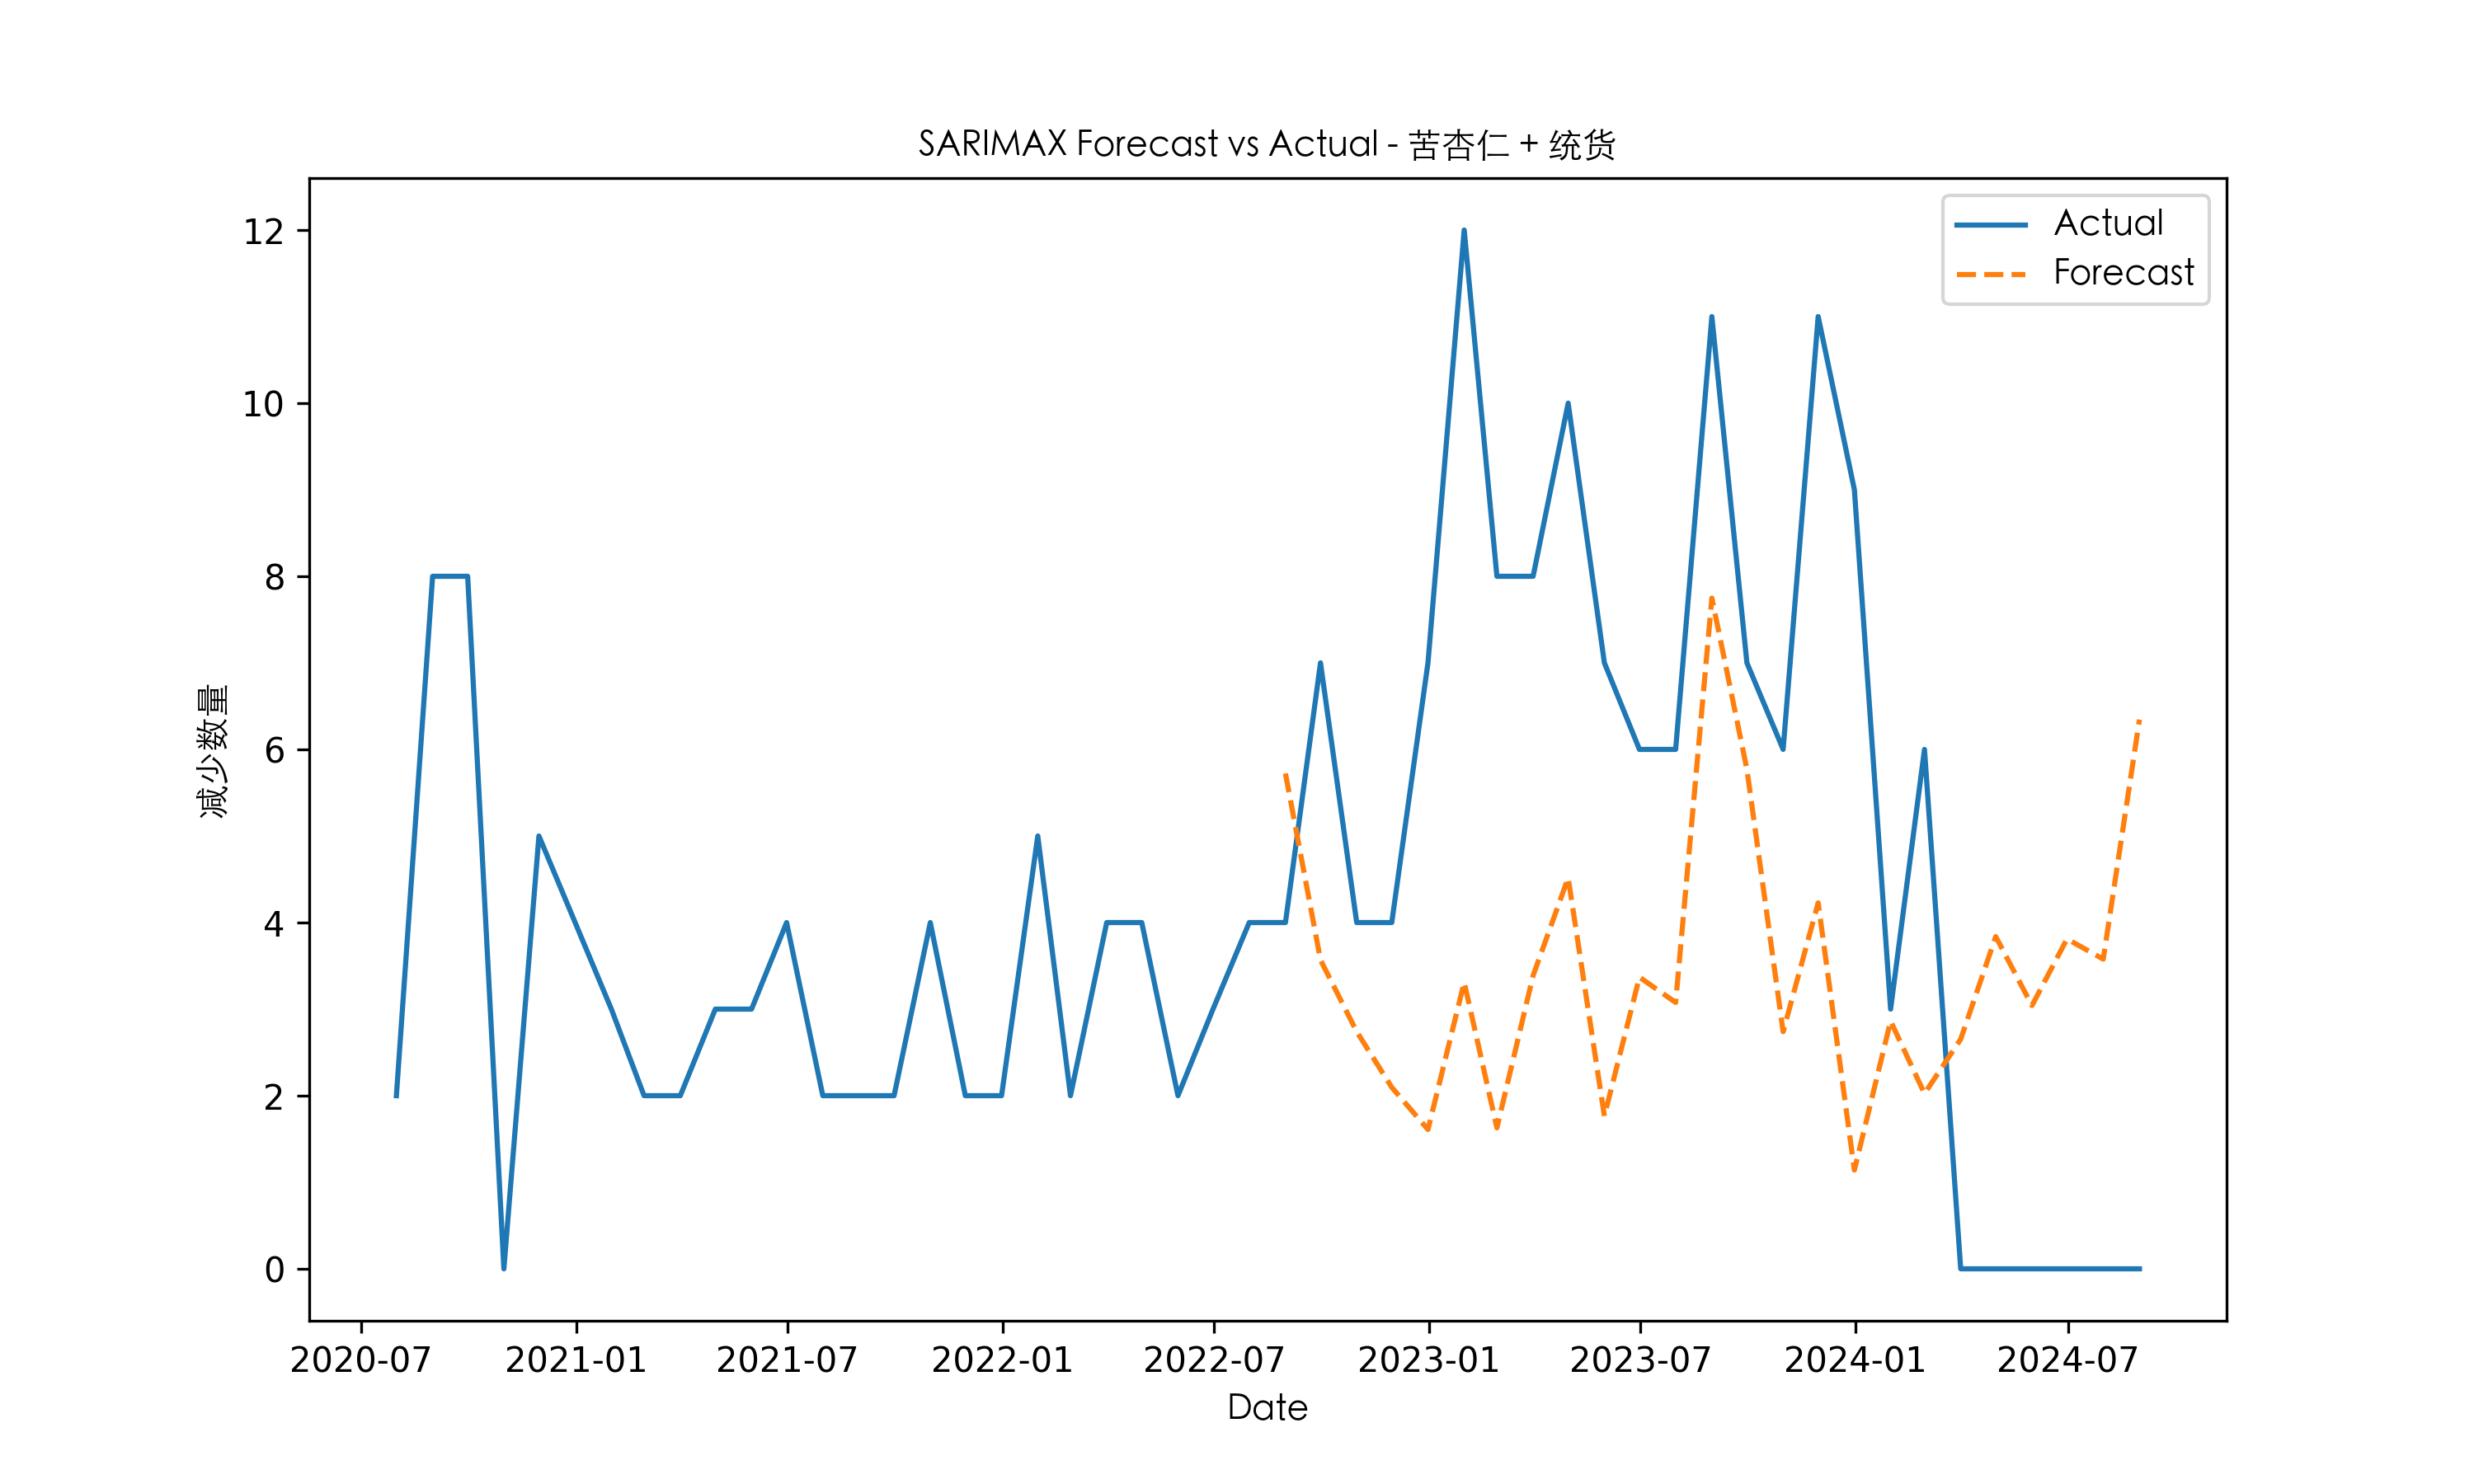 SARIMAX Forecast vs Actual - 苦杏仁 + 统货
Actual
Forecast
减少数量
12
10
8
6
4
2
0
2020-07 2021-01 2021-07 2022-01 2022-07 2023-01 2023-07 2024-01 2024-07
Date